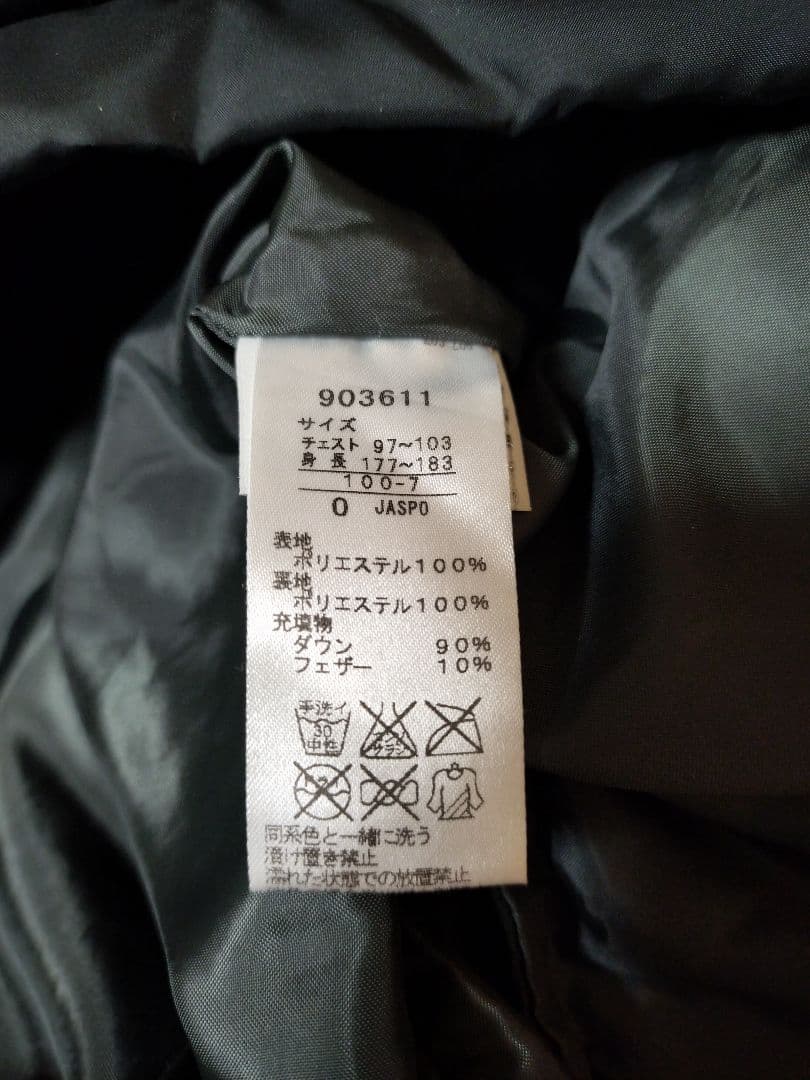 903611
サイズ
チェスト 97~103
身長 177~183
100-7
O JASPO
表地
ポリエステル100%
裏地
ポリエステル100%
充填物
ダウン 90%
フェザー 10%
手洗イ
30
中性
同系色と一緒に洗う
漬け置き禁止
濡れた状態での放置禁止